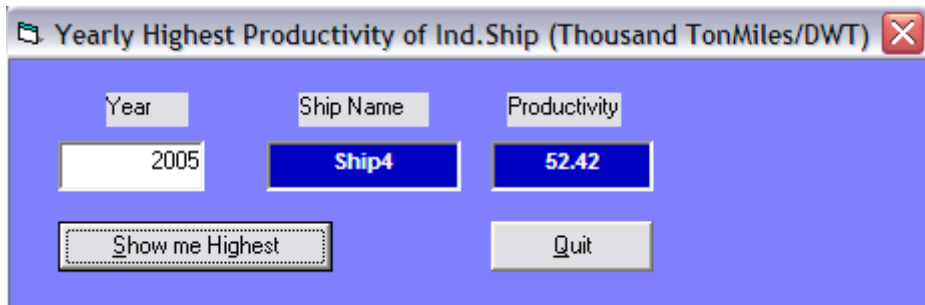 Yearly Highest Productivity of Ind.Ship (Thousand TonMiles/DWT)
Year Ship Name Productivity
2005 Ship4 52.42
Show me Highest Quit